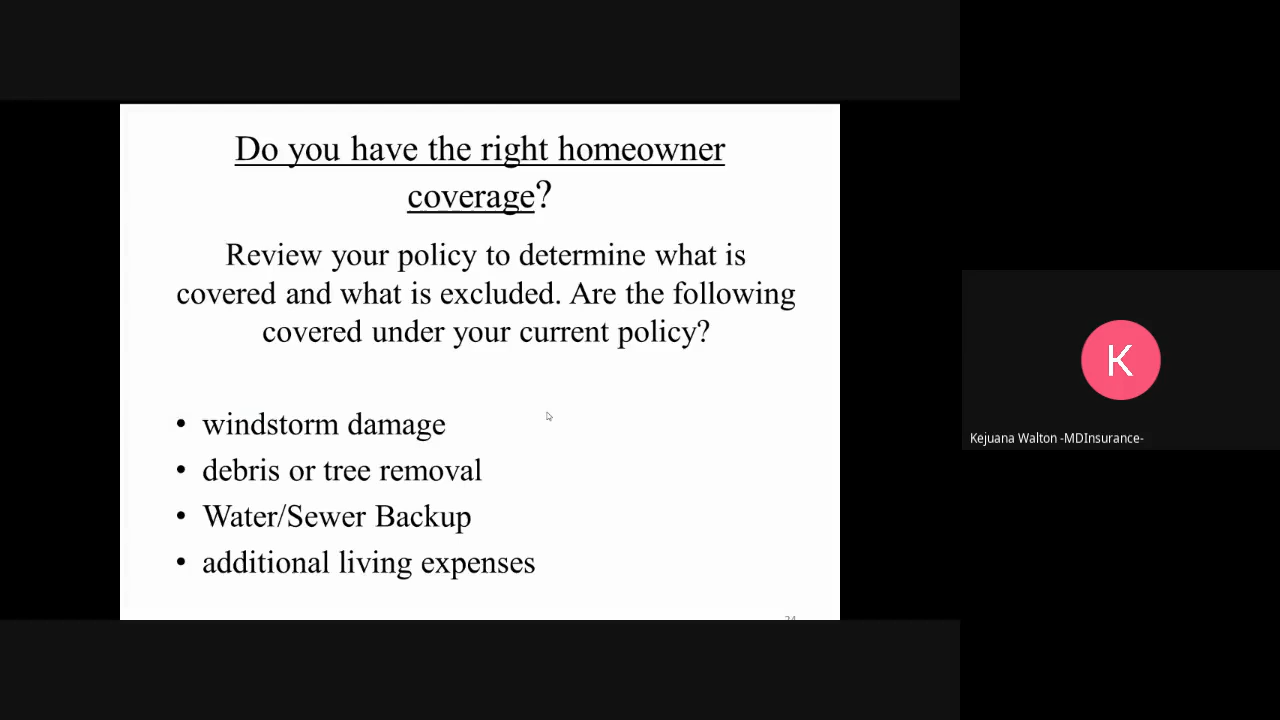 Do you have the right homeowner
coverage?
Review your policy to determine what is
covered and what is excluded. Are the following
covered under your current policy?
• windstorm damage
• debris or tree removal
• Water/Sewer Backup
• additional living expenses
24
K
Kejuana Walton -MDInsurance-